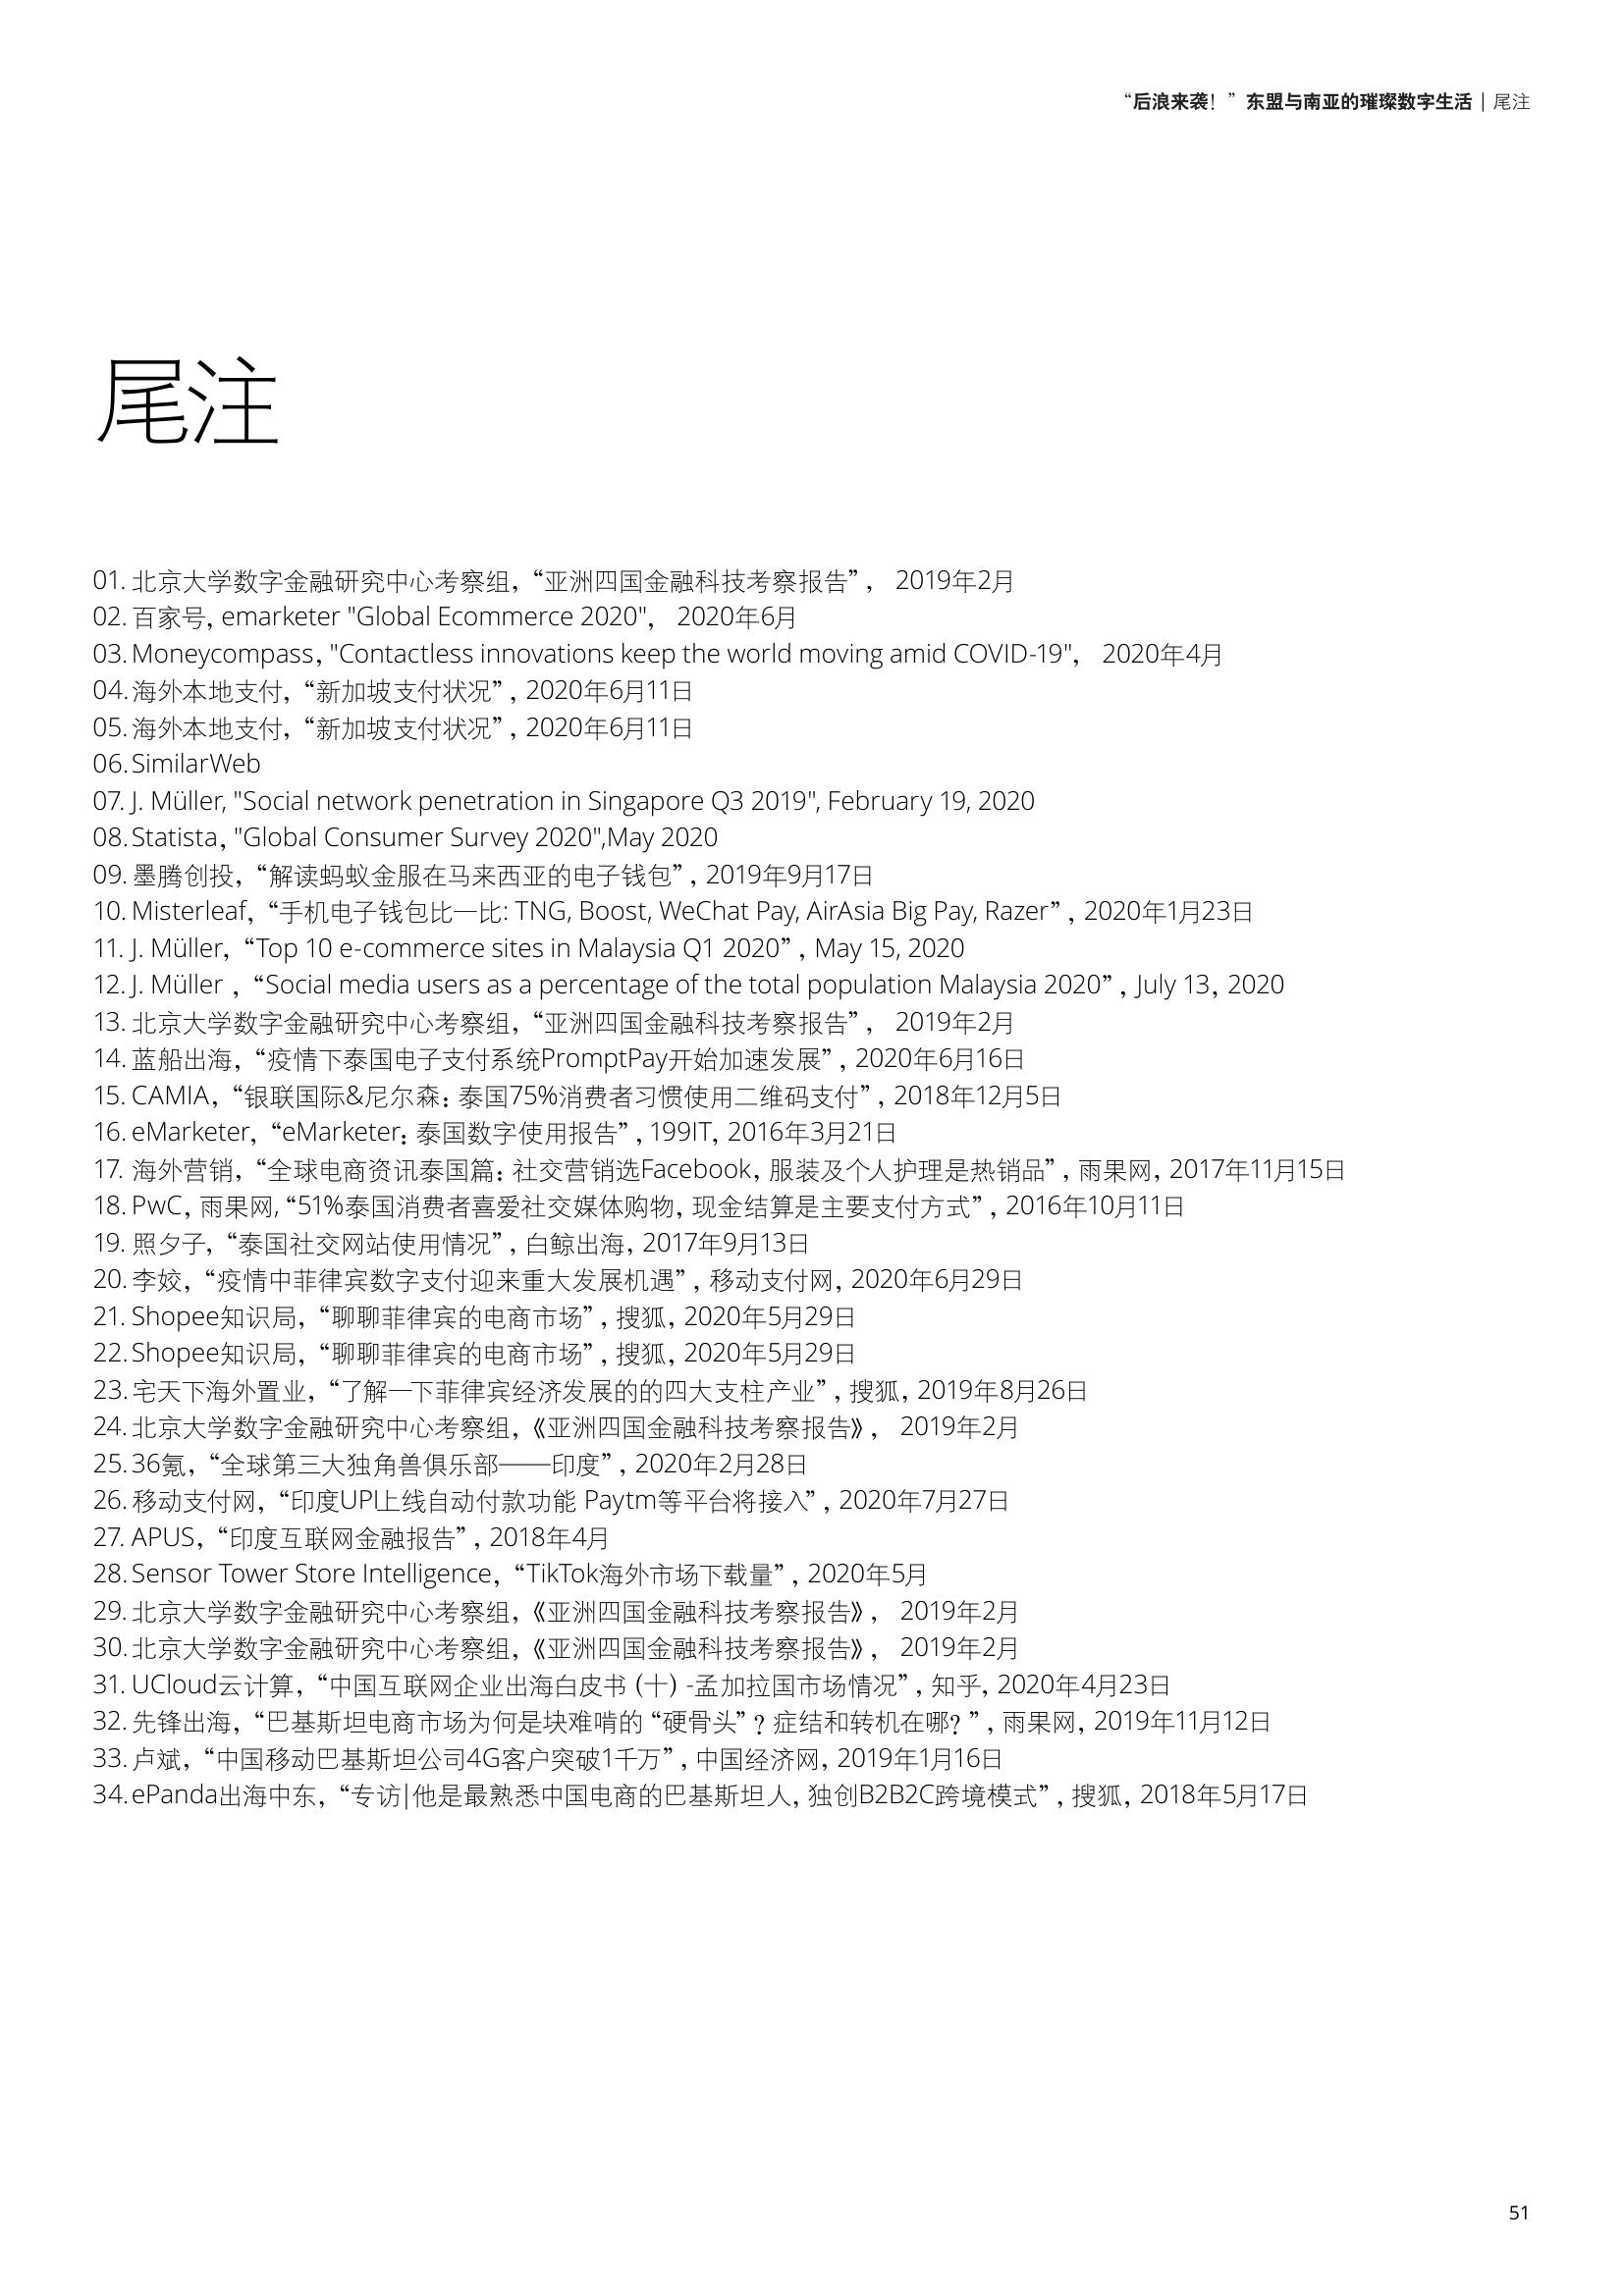 “后浪来袭！”东盟与南亚的璀璨数字生活 | 尾注
尾注
01. 北京大学数字金融研究中心考察组，“亚洲四国金融科技考察报告”， 2019年2月
02. 百家号，emarketer "Global Ecommerce 2020"， 2020年6月
03. Moneycompass，"Contactless innovations keep the world moving amid COVID-19"， 2020年4月
04. 海外本地支付，“新加坡支付状况”，2020年6月11日
05. 海外本地支付，“新加坡支付状况”，2020年6月11日
06. SimilarWeb
07. J. Müller, "Social network penetration in Singapore Q3 2019", February 19, 2020
08. Statista，"Global Consumer Survey 2020",May 2020
09. 墨腾创投，“解读蚂蚁金服在马来西亚的电子钱包”，2019年9月17日
10. Misterleaf，“手机电子钱包比一比: TNG, Boost, WeChat Pay, AirAsia Big Pay, Razer”，2020年1月23日
11. J. Müller，“Top 10 e-commerce sites in Malaysia Q1 2020”，May 15, 2020
12. J. Müller ，“Social media users as a percentage of the total population Malaysia 2020”，July 13，2020
13. 北京大学数字金融研究中心考察组，“亚洲四国金融科技考察报告”， 2019年2月
14. 蓝船出海，“疫情下泰国电子支付系统PromptPay开始加速发展”，2020年6月16日
15. CAMIA，“银联国际&尼尔森：泰国75%消费者习惯使用二维码支付”，2018年12月5日
16. eMarketer，“eMarketer：泰国数字使用报告”，199IT，2016年3月21日
17. 海外营销，“全球电商资讯泰国篇：社交营销选Facebook，服装及个人护理是热销品”，雨果网，2017年11月15日
18. PwC，雨果网，“51%泰国消费者喜爱社交媒体购物，现金结算是主要支付方式”，2016年10月11日
19. 照夕子，“泰国社交网站使用情况”，白鲸出海，2017年9月13日
20. 李姣，“疫情中菲律宾数字支付迎来重大发展机遇”，移动支付网，2020年6月29日
21. Shopee知识局，“聊聊菲律宾的电商市场”，搜狐，2020年5月29日
22. Shopee知识局，“聊聊菲律宾的电商市场”，搜狐，2020年5月29日
23. 宅天下海外置业，“了解一下菲律宾经济发展的的四大支柱产业”，搜狐，2019年8月26日
24. 北京大学数字金融研究中心考察组，《亚洲四国金融科技考察报告》， 2019年2月
25. 36氪，“全球第三大独角兽俱乐部——印度”，2020年2月28日
26. 移动支付网，“印度UPI上线自动付款功能 Paytm等平台将接入”，2020年7月27日
27. APUS，“印度互联网金融报告”，2018年4月
28. Sensor Tower Store Intelligence，“TikTok海外市场下载量”，2020年5月
29. 北京大学数字金融研究中心考察组，《亚洲四国金融科技考察报告》， 2019年2月
30. 北京大学数字金融研究中心考察组，《亚洲四国金融科技考察报告》， 2019年2月
31. UCloud云计算，“中国互联网企业出海白皮书（十）-孟加拉国市场情况”，知乎，2020年4月23日
32. 先锋出海，“巴基斯坦电商市场为何是块难啃的“硬骨头”？症结和转机在哪？”，雨果网，2019年11月12日
33. 卢斌，“中国移动巴基斯坦公司4G客户突破1千万”，中国经济网，2019年1月16日
34. ePanda出海中东，“专访|他是最熟悉中国电商的巴基斯坦人，独创B2B2C跨境模式”，搜狐，2018年5月17日
51